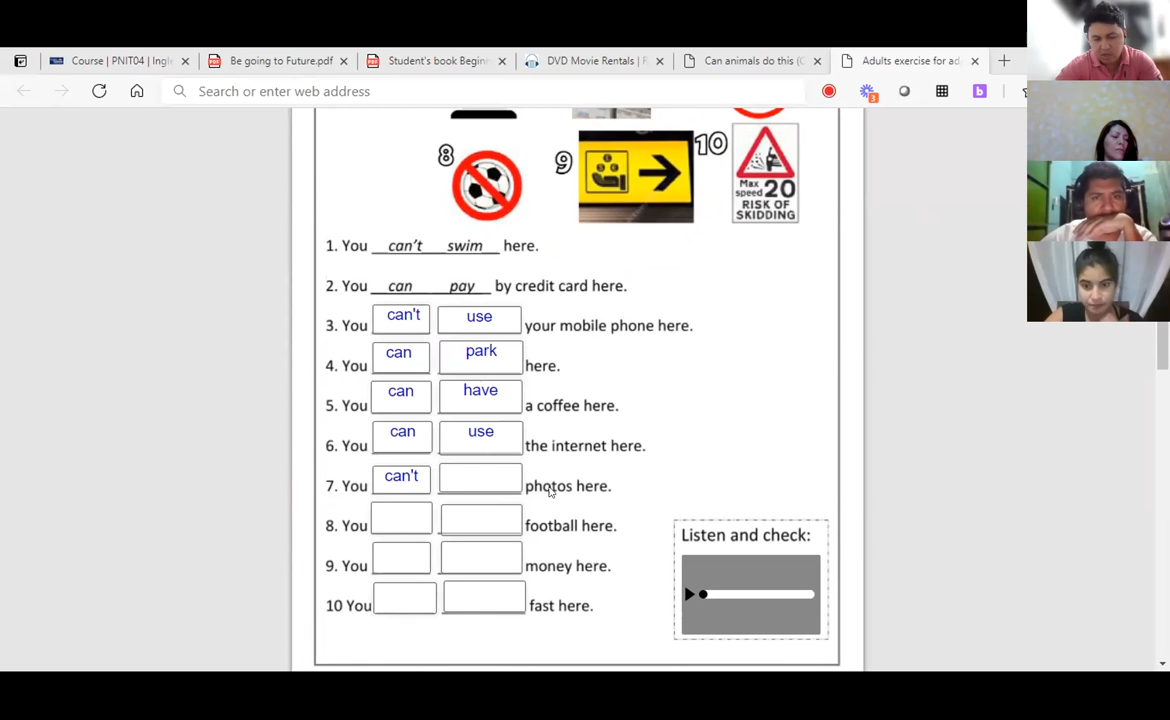 Course | PNIT04 | Ingl
Be going to Future.pdf
Student's book Beginn
DVD Movie Rentals | R
Can animals do this (C
Adults exercise for ad
Search or enter web address
3
b
8
9
10
Max
speed 20
RISK OF
SKIDDING
1. You can't swim here.
2. You can pay by credit card here.
3. You can't use your mobile phone here.
4. You can park here.
5. You can have a coffee here.
6. You can use the internet here.
7. You can't photos here.
8. You football here.
9. You money here.
10 You fast here.
Listen and check: